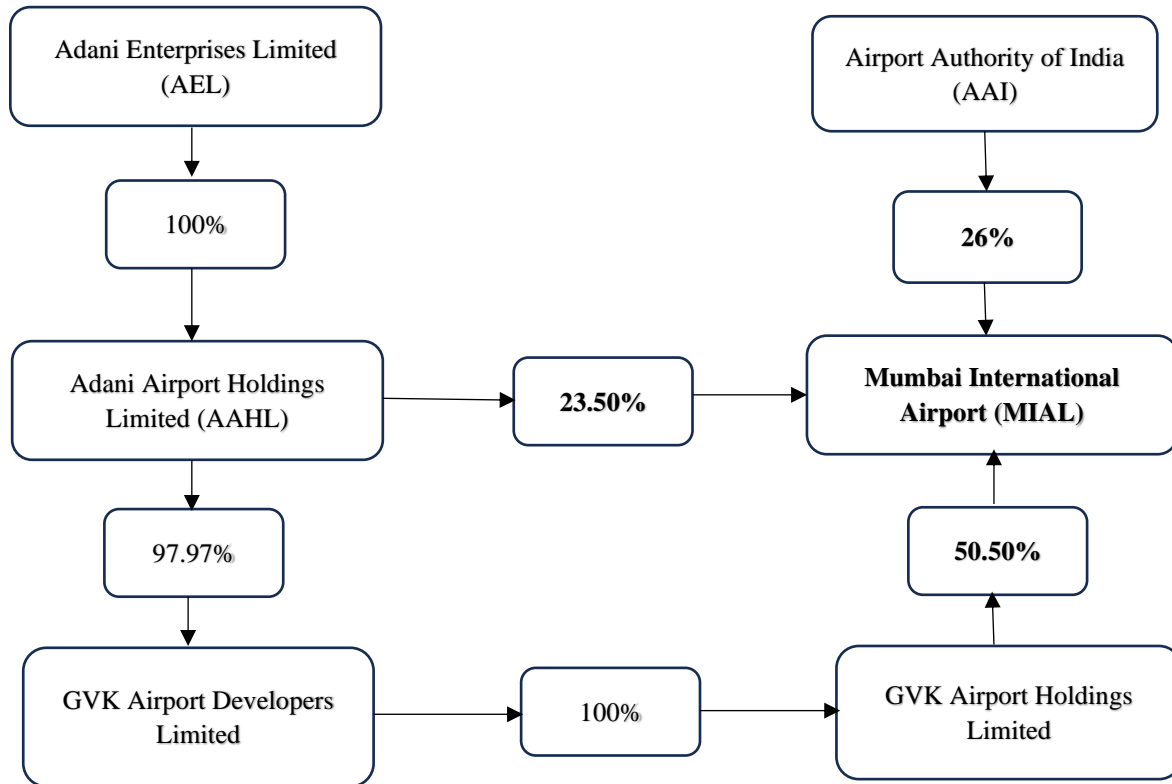 Adani Enterprises Limited
(AEL)
Airport Authority of India
(AAI)
100%
26%
Adani Airport Holdings
Limited (AAHL)
23.50%
Mumbai International
Airport (MIAL)
97.97%
50.50%
GVK Airport Developers
Limited
100%
GVK Airport Holdings
Limited